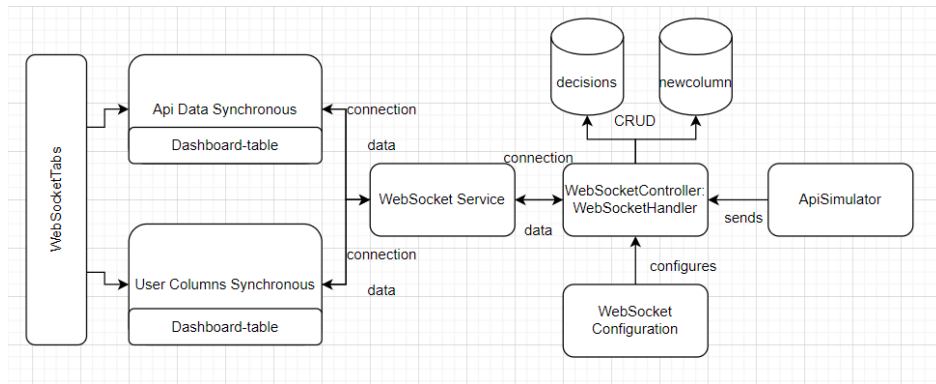 WebSocketTabs
Api Data Synchronous
Dashboard-table
User Columns Synchronous
Dashboard-table
connection
data
connection
data
WebSocket Service
connection
data
decisions
newcolumn
CRUD
WebSocketController:
WebSocketHandler
sends
ApiSimulator
configures
WebSocket
Configuration